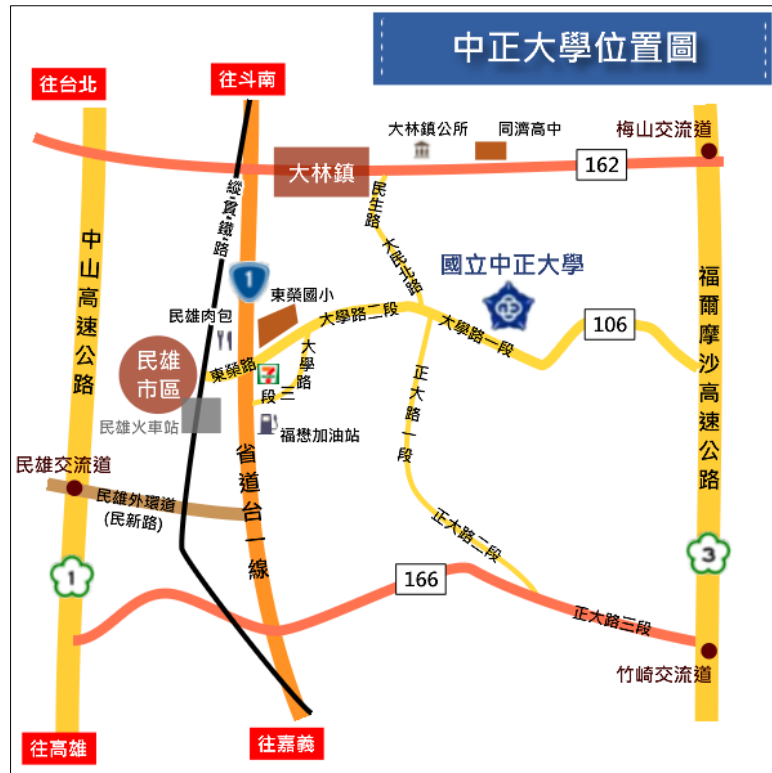 中正大學位置圖
往台北
往斗南
大林鎮公所
同濟高中
梅山交流道
大林鎮
162
縱貫鐵路
民生路
大民北路
中山高速公路
國立中正大學
福爾摩沙高速公路
1
東榮國小
民雄肉包
大學路二段
大學路一段
106
民雄
市區
東榮路
7
大學路三段
正大路一段
民雄火車站
福懋加油站
省道台一線
民雄交流道
民雄外環道
(民新路)
正大路二段
1
3
166
正大路三段
竹崎交流道
往高雄
往嘉義